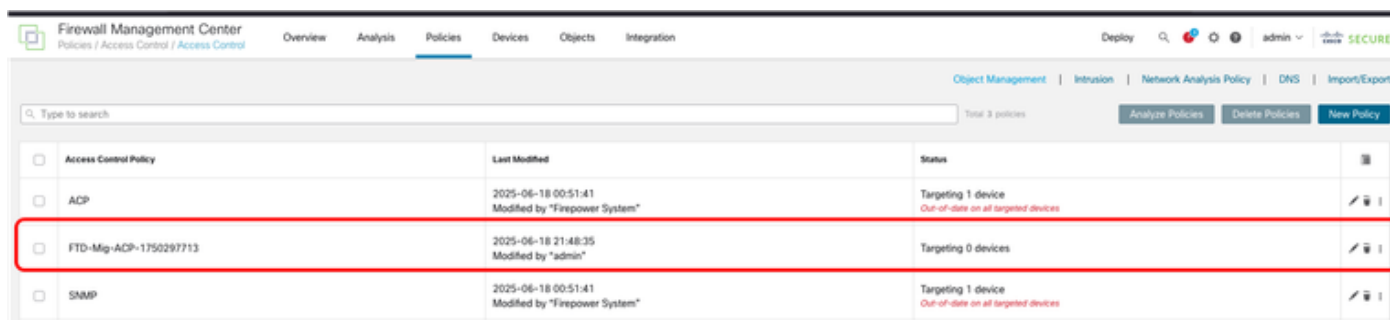 Firewall Management Center
Policies / Access Control / Access Control
Overview Analysis Policies Devices Objects Integration Deploy admin cisco SECURE
Object Management | Intrusion | Network Analysis Policy | DNS | Import/Export
Type to search Total 3 policies Analyze Policies Delete Policies New Policy
Access Control Policy Last Modified Status
ACP 2025-06-18 00:51:41 Targeting 1 device
Modified by "Firepower System" Out-of-date on all targeted devices
FTD-Mig-ACP-1750297713 2025-06-18 21:48:35 Targeting 0 devices
Modified by "admin"
SNMP 2025-06-18 00:51:41 Targeting 1 device
Modified by "Firepower System" Out-of-date on all targeted devices